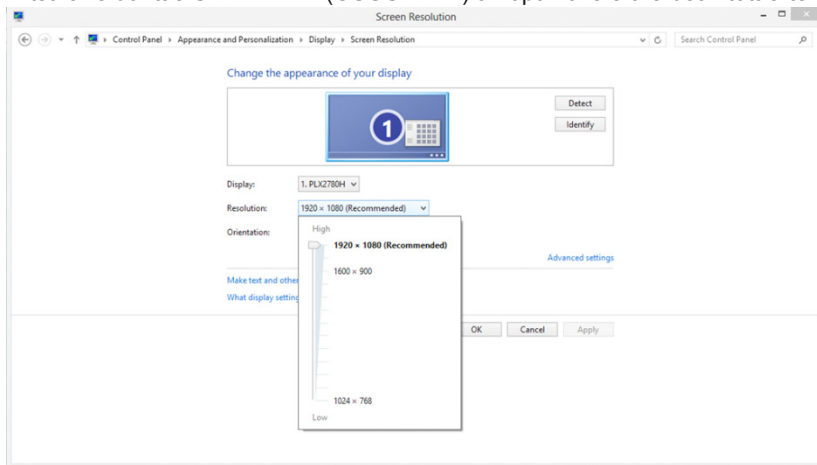 Screen Resolution
Control Panel ▸ Appearance and Personalization ▸ Display ▸ Screen Resolution
Search Control Panel
Change the appearance of your display
1
Detect
Identify
Display: 1. PLX2780H
Resolution: 1920 × 1080 (Recommended)
Orientation:
High
1920 × 1080 (Recommended)
1600 × 900
1024 × 768
Low
Advanced settings
Make text and other
What display setting
OK Cancel Apply